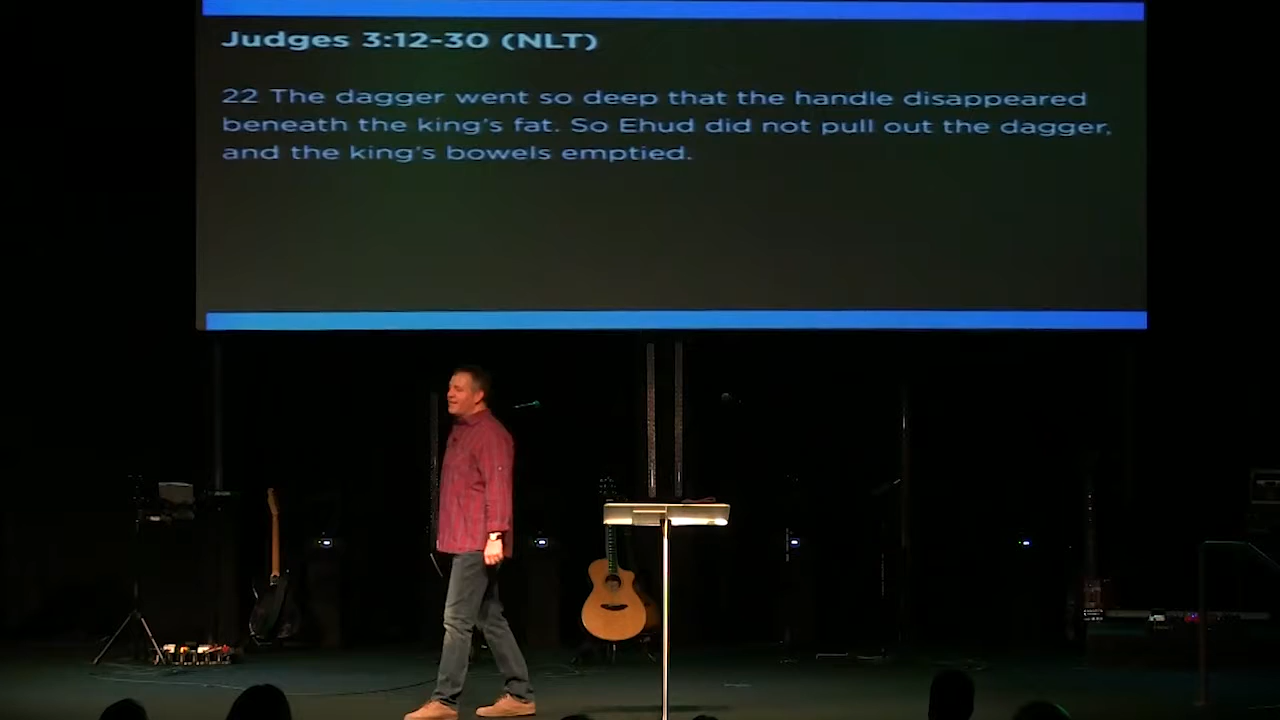 Judges 3:12-30 (NLT)
22 The dagger went so deep that the handle disappeared
beneath the king's fat. So Ehud did not pull out the dagger,
and the king's bowels emptied.